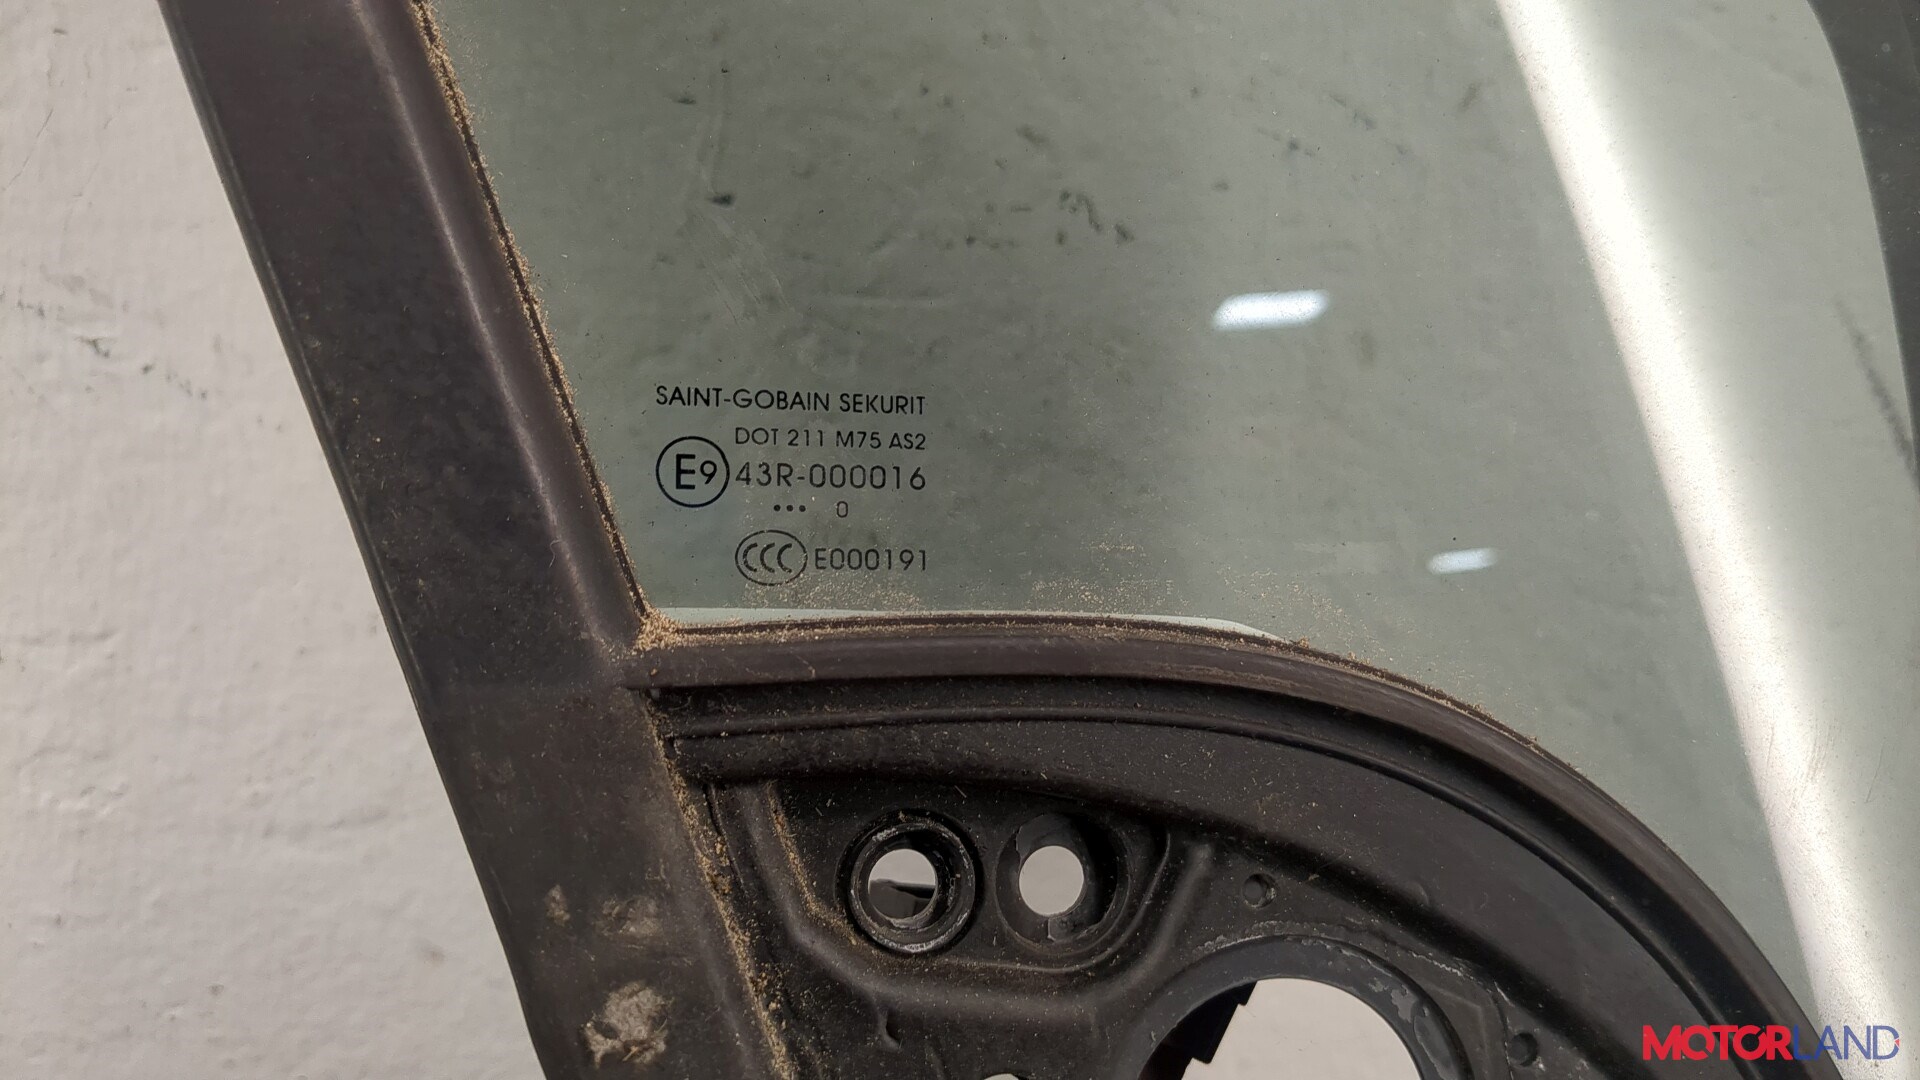 SAINT-GOBAIN SEKURIT
DOT 211 M75 AS2
E9 43R-000016
••• 0
CCC E000191
MOTORLAND